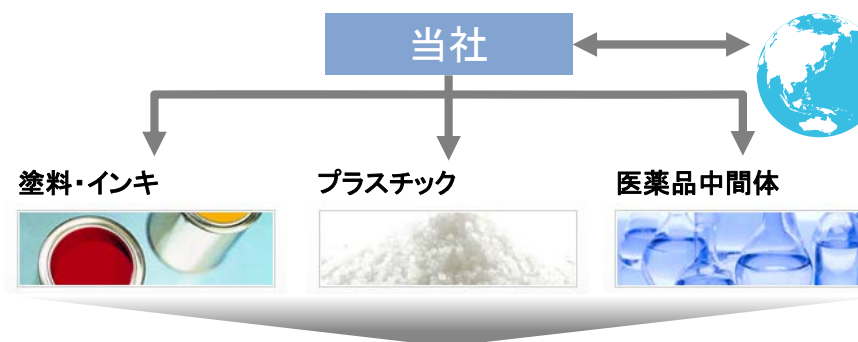 当社
塗料・インキ
プラスチック
医薬品中間体